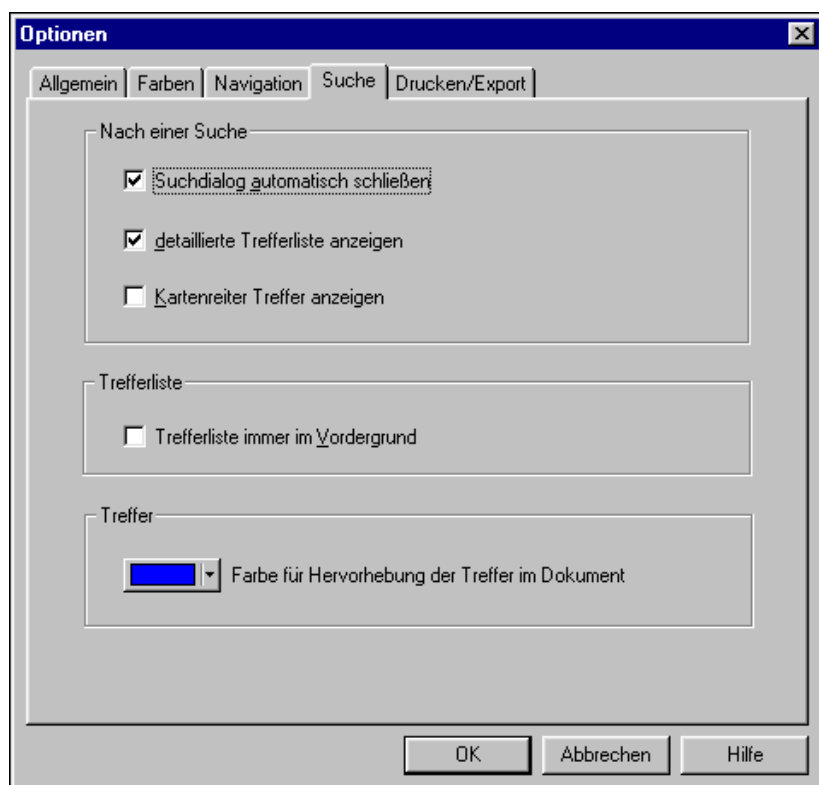 Optionen
Allgemein Farben Navigation Suche Drucken/Export
Nach einer Suche
Suchdialog automatisch schließen
detaillierte Trefferliste anzeigen
Kartenreiter Treffer anzeigen
Trefferliste
Trefferliste immer im Vordergrund
Treffer
Farbe für Hervorhebung der Treffer im Dokument
OK Abbrechen Hilfe